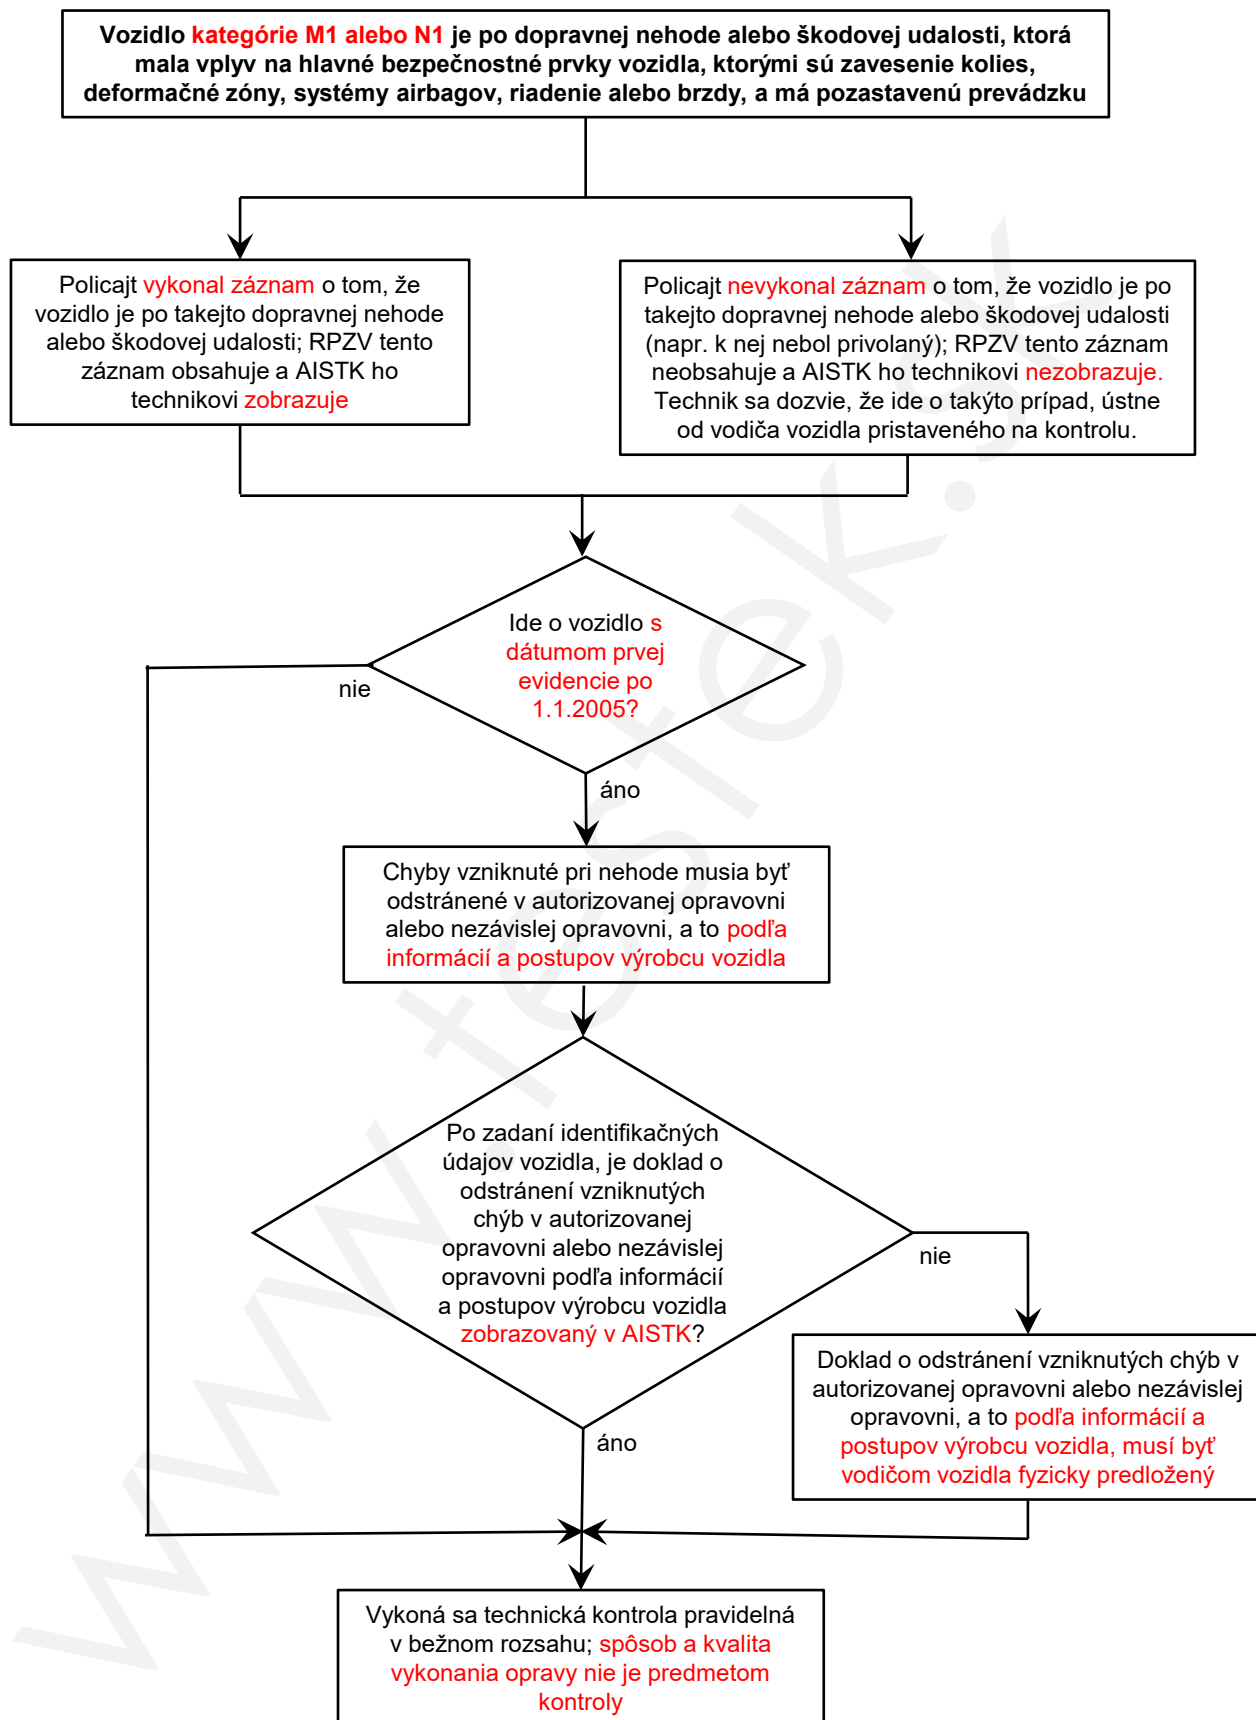 Vozidlo kategórie M1 alebo N1 je po dopravnej nehode alebo škodovej udalosti, ktorá
mala vplyv na hlavné bezpečnostné prvky vozidla, ktorými sú zavesenie kolies,
deformačné zóny, systémy airbagov, riadenie alebo brzdy, a má pozastavenú prevádzku
Policajt vykonal záznam o tom, že
vozidlo je po takejto dopravnej nehode
alebo škodovej udalosti; RPZV tento
záznam obsahuje a AISTK ho
technikovi zobrazuje
Policajt nevykonal záznam o tom, že vozidlo je po
takejto dopravnej nehode alebo škodovej udalosti
(napr. k nej nebol privolaný); RPZV tento záznam
neobsahuje a AISTK ho technikovi nezobrazuje.
Technik sa dozvie, že ide o takýto prípad, ústne
od vodiča vozidla pristaveného na kontrolu.
Ide o vozidlo s
dátumom prvej
evidencie po
1.1.2005?
nie
áno
Chyby vzniknuté pri nehode musia byť
odstránené v autorizovanej opravovni
alebo nezávislej opravovni, a to podľa
informácií a postupov výrobcu vozidla
Po zadaní identifikačných
údajov vozidla, je doklad o
odstránení vzniknutých
chýb v autorizovanej
opravovni alebo nezávislej
opravovni podľa informácií
a postupov výrobcu vozidla
zobrazovaný v AISTK?
nie
áno
Doklad o odstránení vzniknutých chýb v
autorizovanej opravovni alebo nezávislej
opravovni, a to podľa informácií a
postupov výrobcu vozidla, musí byť
vodičom vozidla fyzicky predložený
Vykoná sa technická kontrola pravidelná
v bežnom rozsahu; spôsob a kvalita
vykonania opravy nie je predmetom
kontroly
www.testek.sk